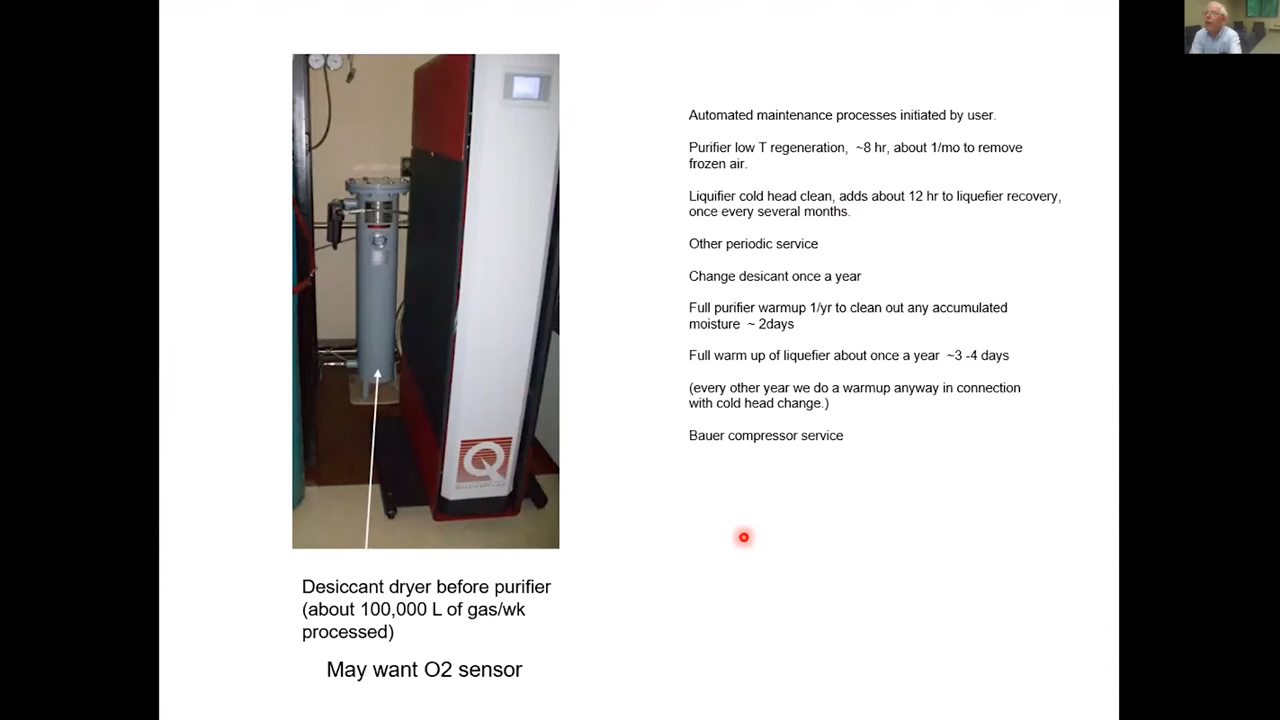 Automated maintenance processes initiated by user.
Purifier low T regeneration, ~8 hr, about 1/mo to remove
frozen air.
Liquifier cold head clean, adds about 12 hr to liquefier recovery,
once every several months.
Other periodic service
Change desicant once a year
Full purifier warmup 1/yr to clean out any accumulated
moisture ~ 2days
Full warm up of liquefier about once a year ~3 -4 days
(every other year we do a warmup anyway in connection
with cold head change.)
Bauer compressor service
Q
Desiccant dryer before purifier
(about 100,000 L of gas/wk
processed)
May want O2 sensor